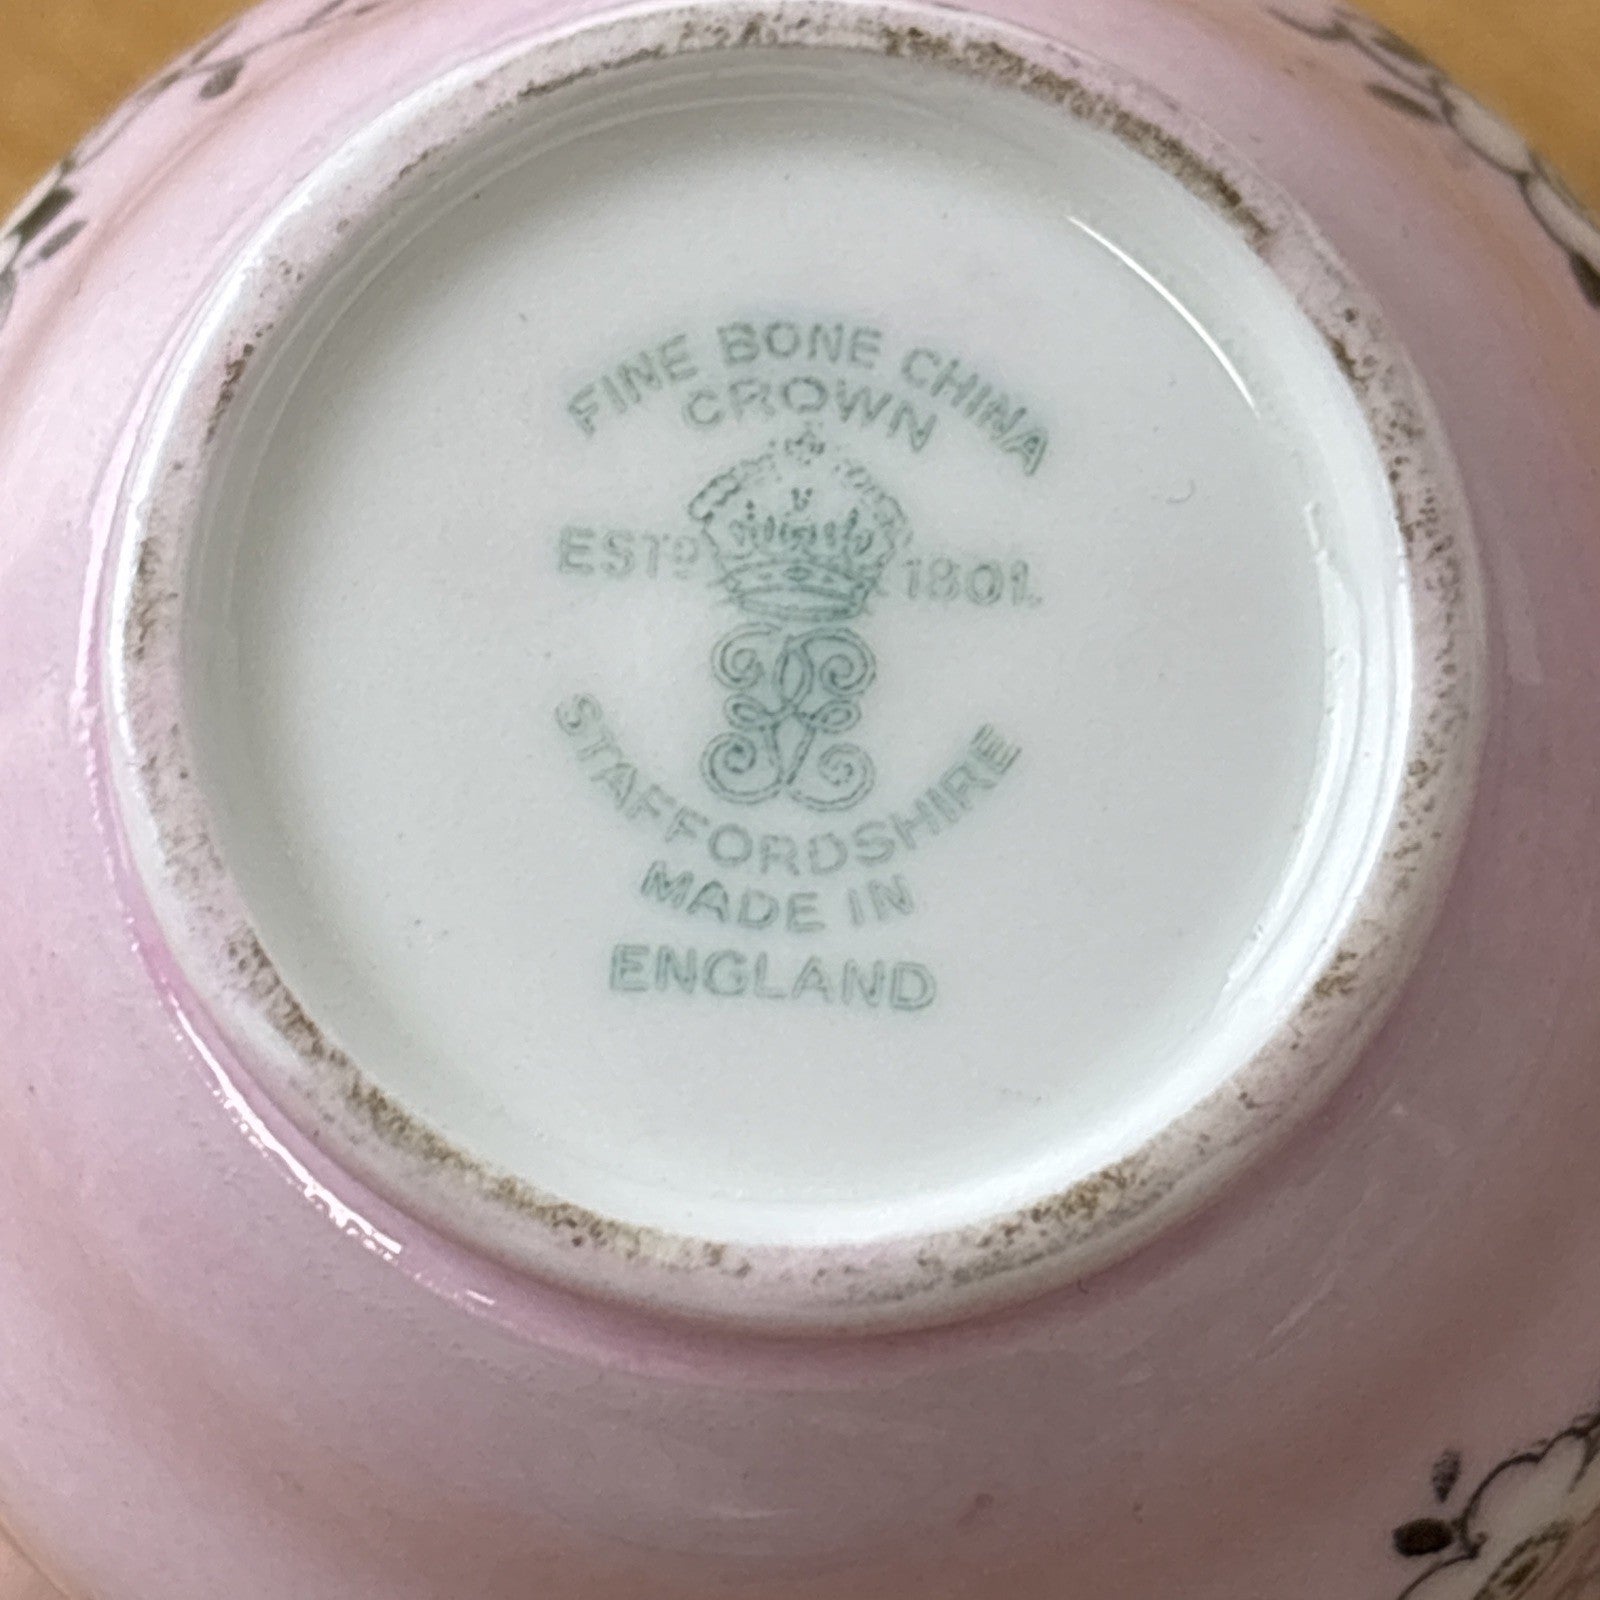 FINE BONE CHINA
CROWN
ESTD 1801.
STAFFORDSHIRE
MADE IN
ENGLAND